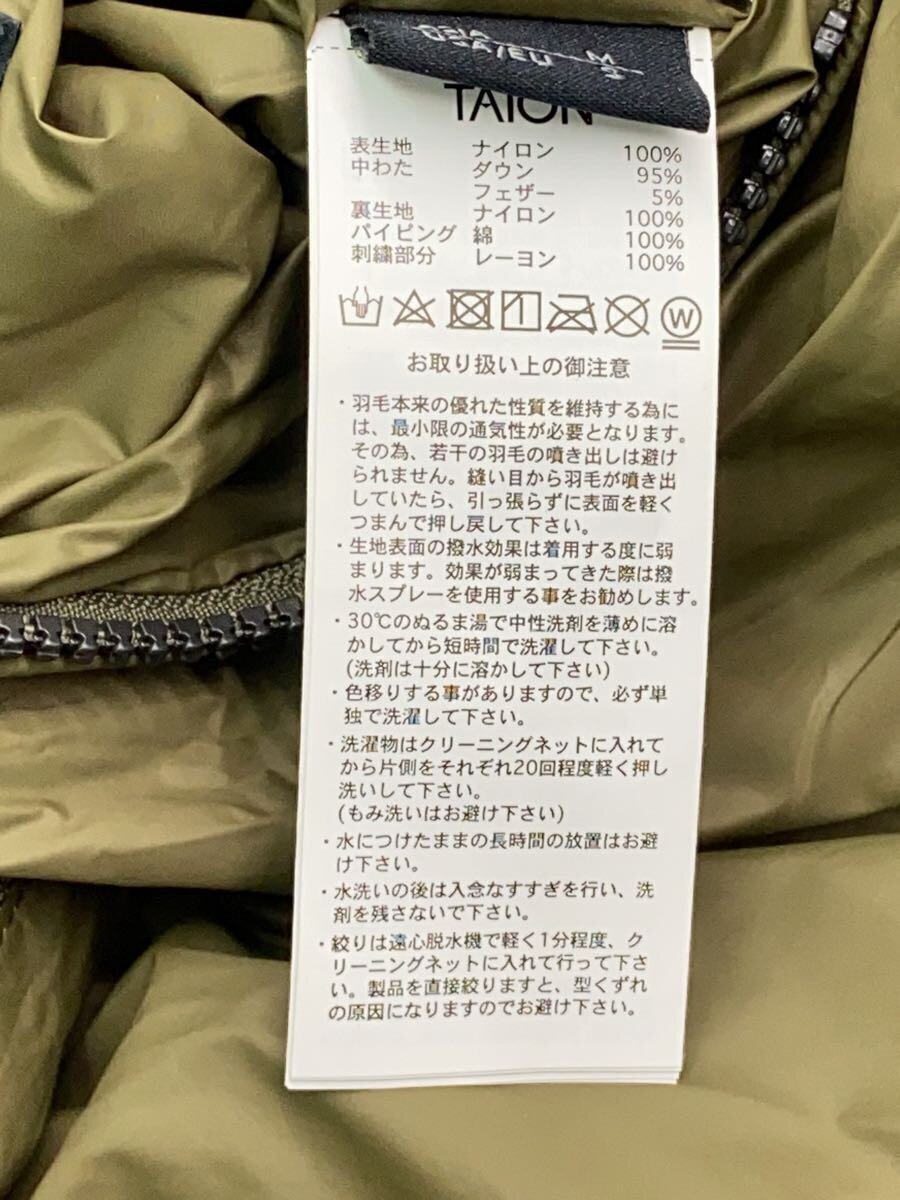 ASIA M
USA/EU S
TAION
表生地 ナイロン 100%
中わた ダウン 95%
フェザー 5%
裏生地 ナイロン 100%
パイピング 綿 100%
刺繍部分 レーヨン 100%
W
お取り扱い上の御注意
・羽毛本来の優れた性質を維持する為に
は、最小限の通気性が必要となります。
その為、若干の羽毛の噴き出しは避け
られません。縫い目から羽毛が噴き出
していたら、引っ張らずに表面を軽く
つまんで押し戻して下さい。
・生地表面の撥水効果は着用する度に弱
まります。効果が弱まってきた際は撥
水スプレーを使用する事をお勧めします。
・30℃のぬるま湯で中性洗剤を薄めに溶
かしてから短時間で洗濯して下さい。
(洗剤は十分に溶かして下さい)
・色移りする事がありますので、必ず単
独で洗濯して下さい。
・洗濯物はクリーニングネットに入れて
から片側をそれぞれ20回程度軽く押し
洗いして下さい。
(もみ洗いはお避け下さい)
・水につけたままの長時間の放置はお避
け下さい。
・水洗いの後は入念なすすぎを行い、洗
剤を残さないで下さい。
・絞りは遠心脱水機で軽く1分程度、ク
リーニングネットに入れて行って下さ
い。製品を直接絞りますと、型くずれ
の原因になりますのでお避け下さい。